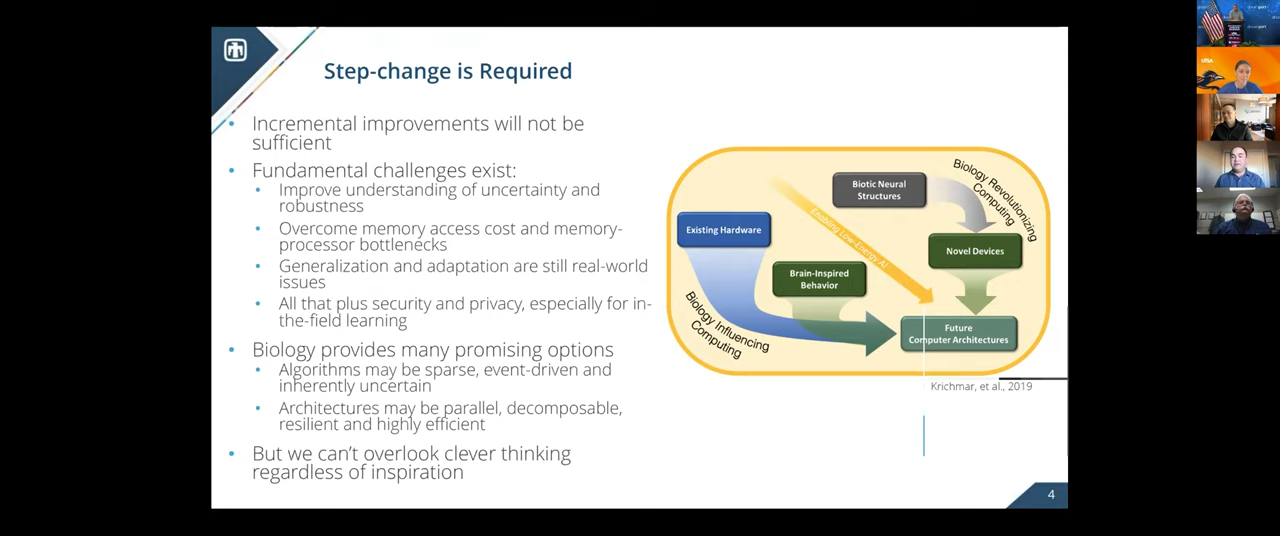 Step-change is Required
• Incremental improvements will not be
sufficient
• Fundamental challenges exist:
• Improve understanding of uncertainty and
robustness
• Overcome memory access cost and memory-
processor bottlenecks
• Generalization and adaptation are still real-world
issues
• All that plus security and privacy, especially for in-
the-field learning
• Biology provides many promising options
• Algorithms may be sparse, event-driven and
inherently uncertain
• Architectures may be parallel, decomposable,
resilient and highly efficient
• But we can’t overlook clever thinking
regardless of inspiration
Biotic Neural
Structures
Biology Revolutionizing
Computing
Existing Hardware
Enabling Low-Energy AI
Novel Devices
Brain-Inspired
Behavior
Biology Influencing
Computing
Future
Computer Architectures
Krichmar, et al., 2019
4
UTSA